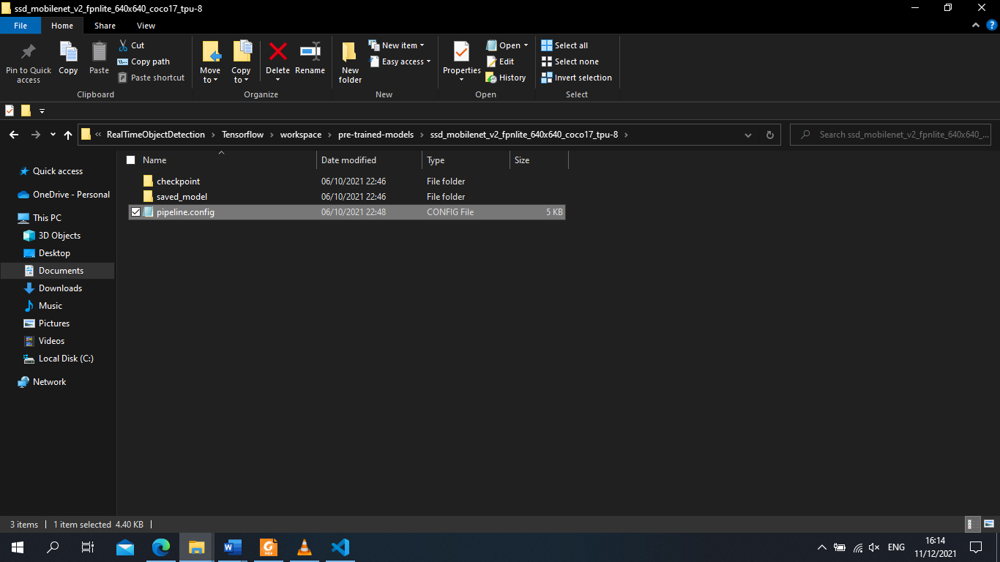 ssd_mobilenet_v2_fpnlite_640x640_coco17_tpu-8
File Home Share View
Pin to Quick access
Copy
Paste
Cut
Copy path
Paste shortcut
Clipboard
Move to
Copy to
Delete
Rename
Organize
New folder
New item
Easy access
New
Properties
Open
Edit
History
Open
Select all
Select none
Invert selection
Select
« RealTimeObjectDetection > Tensorflow > workspace > pre-trained-models > ssd_mobilenet_v2_fpnlite_640x640_coco17_tpu-8 >
Search ssd_mobilenet_v2_fpnlite_640x640_...
Quick access
OneDrive - Personal
This PC
3D Objects
Desktop
Documents
Downloads
Music
Pictures
Videos
Local Disk (C:)
Network
Name Date modified Type Size
checkpoint 06/10/2021 22:46 File folder
saved_model 06/10/2021 22:46 File folder
pipeline.config 06/10/2021 22:48 CONFIG File 5 KB
3 items 1 item selected 4.40 KB
W
PDF
ENG
16:14
11/12/2021